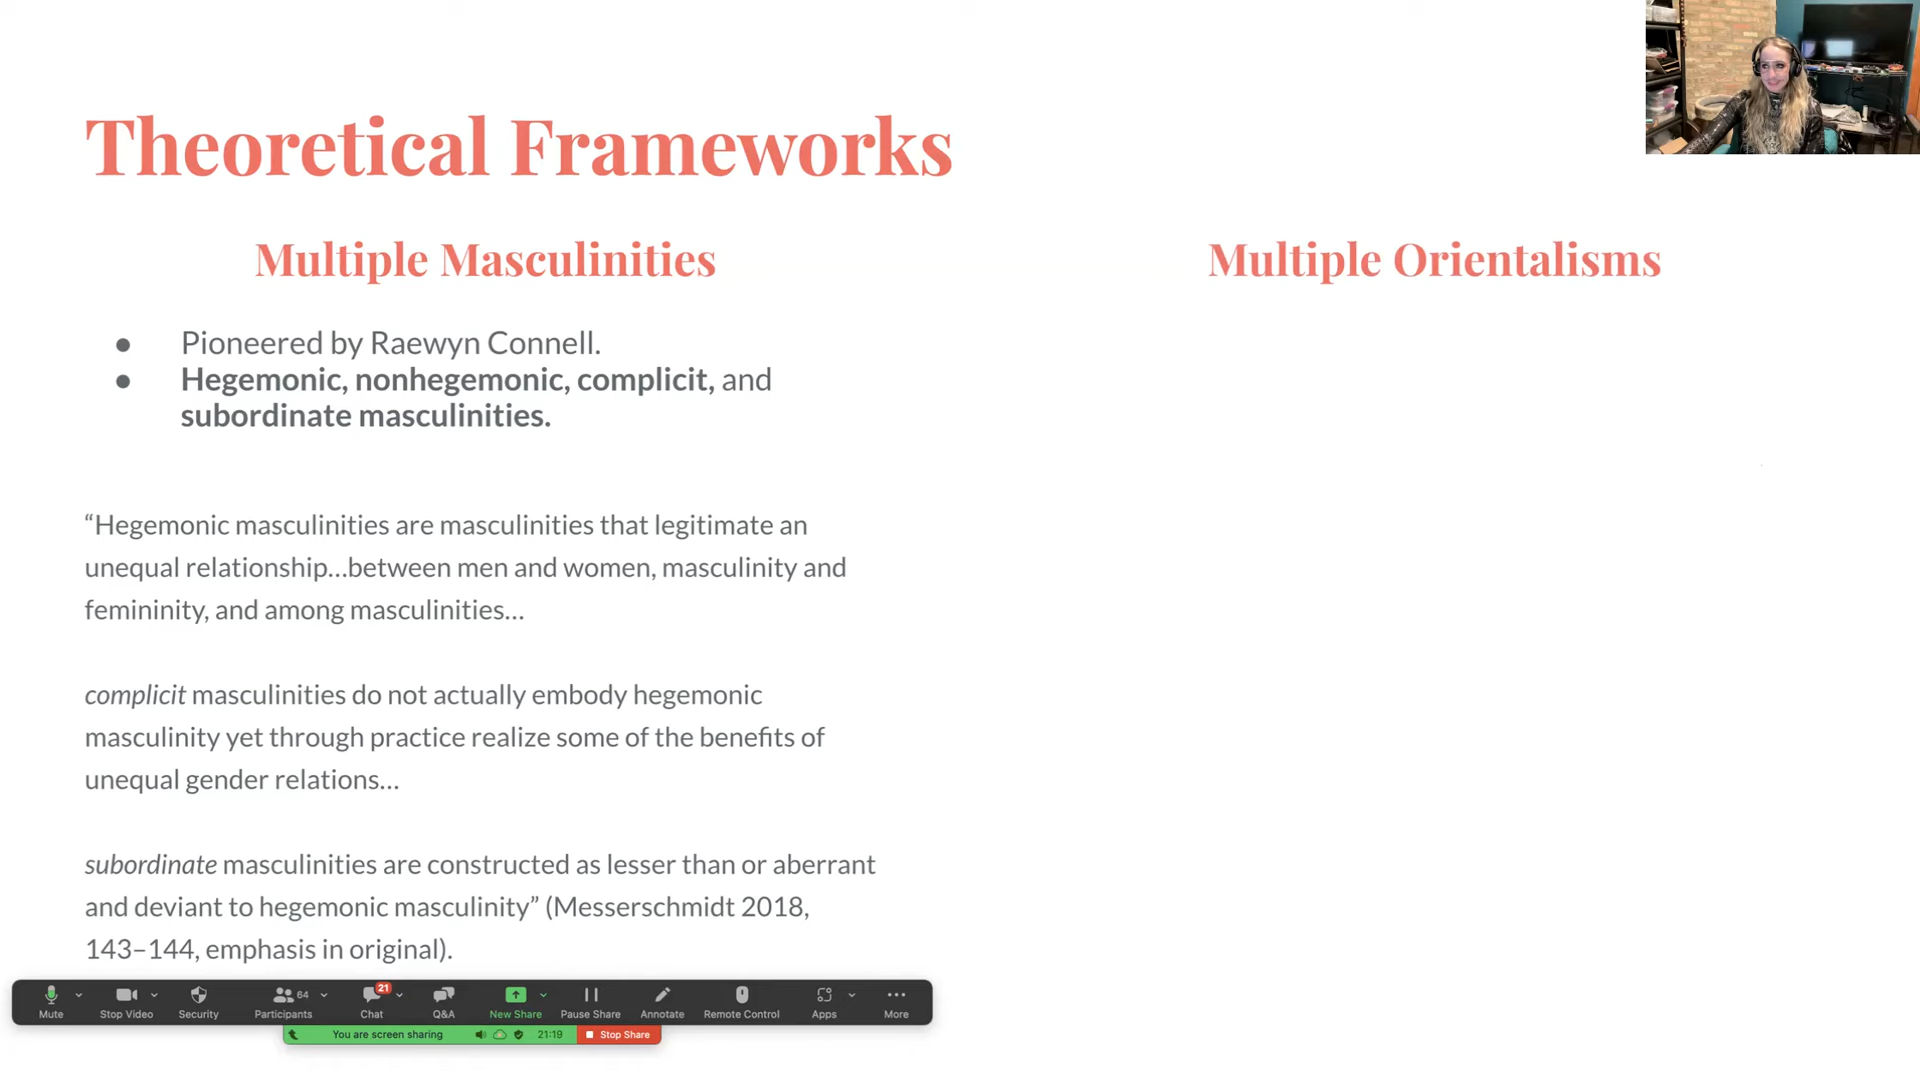 Theoretical Frameworks
Multiple Masculinities
● Pioneered by Raewyn Connell.
● Hegemonic, nonhegemonic, complicit, and
subordinate masculinities.
“Hegemonic masculinities are masculinities that legitimate an
unequal relationship…between men and women, masculinity and
femininity, and among masculinities…
complicit masculinities do not actually embody hegemonic
masculinity yet through practice realize some of the benefits of
unequal gender relations…
subordinate masculinities are constructed as lesser than or aberrant
and deviant to hegemonic masculinity” (Messerschmidt 2018,
143–144, emphasis in original).
Multiple Orientalisms
64
21
Mute Stop Video Security Participants Chat Q&A New Share Pause Share Annotate Remote Control Apps More
You are screen sharing 21:19 Stop Share